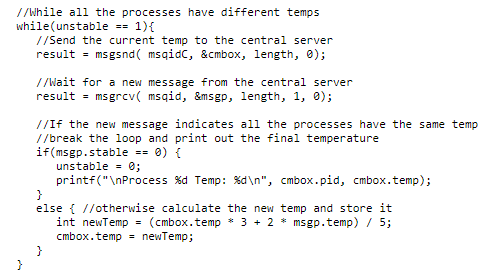 //While all the processes have different temps
while(unstable == 1){
//Send the current temp to the central server
result = msgsnd( msqidC, &cmbox, length, 0);
//Wait for a new message from the central server
result = msgrcv( msqid, &msgp, length, 1, 0);
//If the new message indicates all the processes have the same temp
//break the loop and print out the final temperature
if(msgp.stable == 0) {
unstable = 0;
printf("\nProcess %d Temp: %d\n", cmbox.pid, cmbox.temp);
}
else { //otherwise calculate the new temp and store it
int newTemp = (cmbox.temp * 3 + 2 * msgp.temp) / 5;
cmbox.temp = newTemp;
}
}